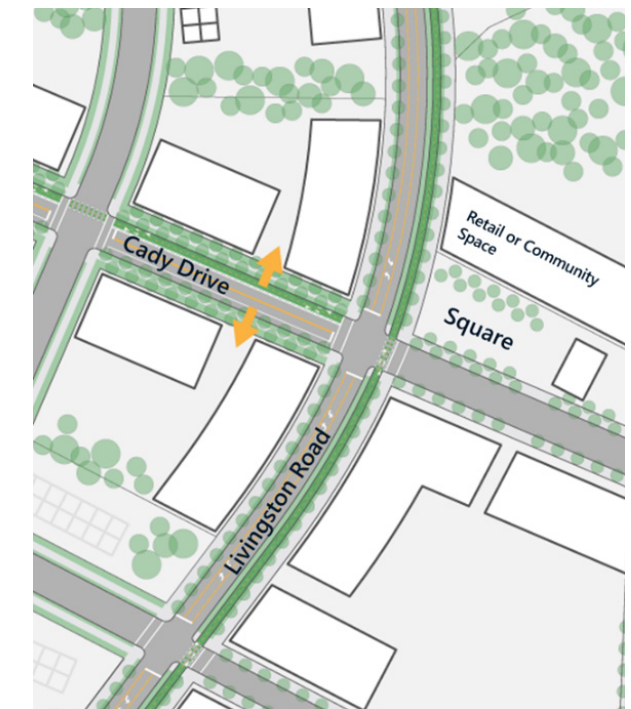 Retail or Community
Space
Cady Drive
Square
Livingston Road